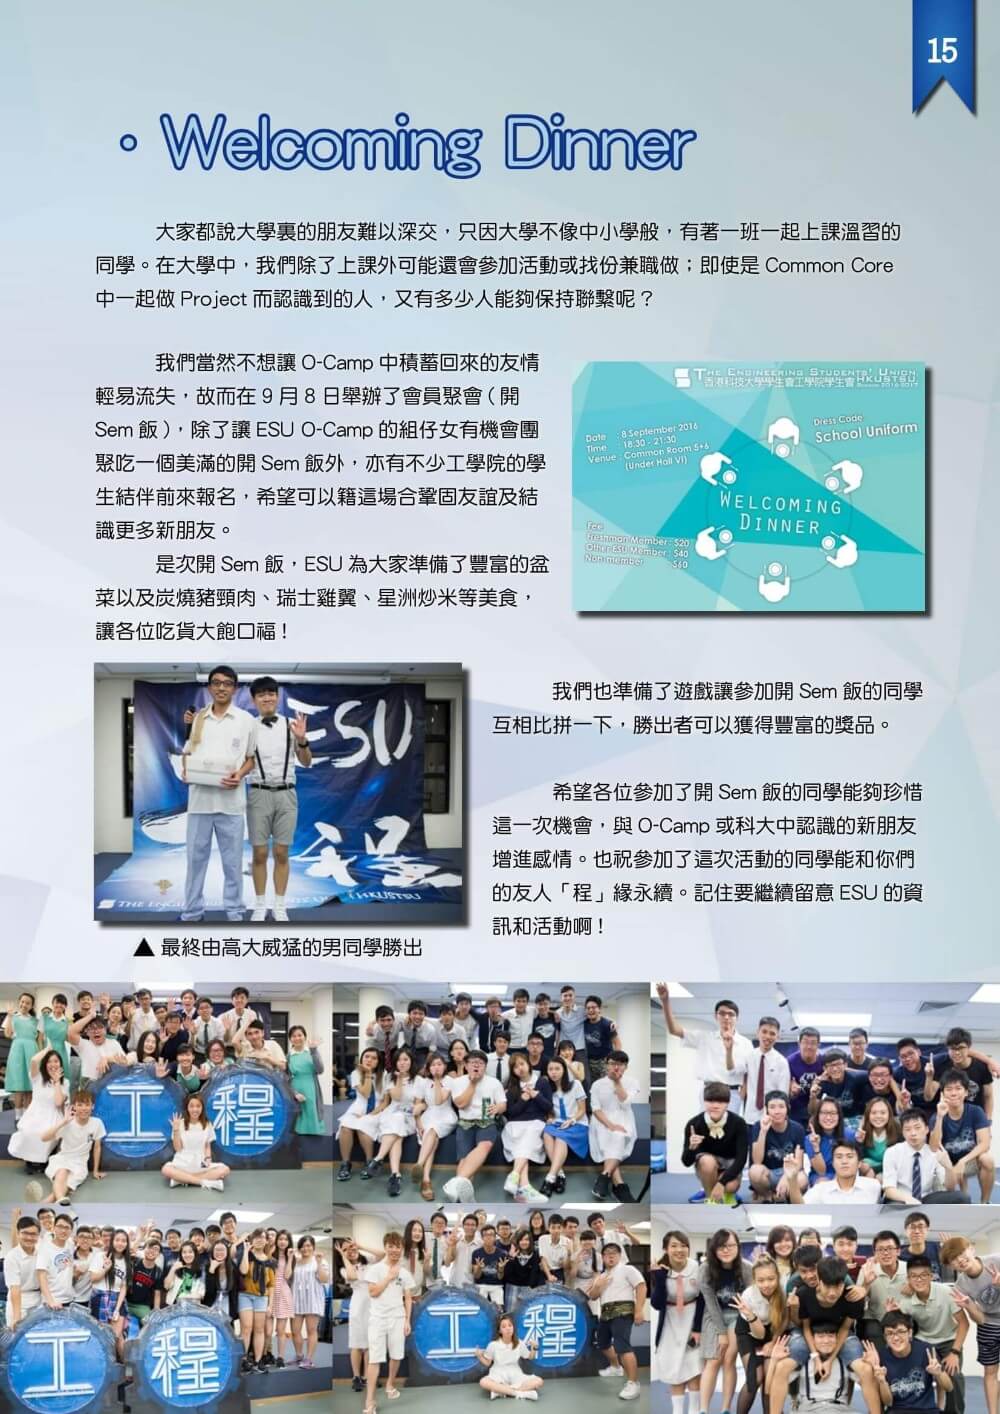 15
· Welcoming Dinner
大家都說大學裏的朋友難以深交，只因大學不像中小學般，有著一班一起上課溫習的
同學。在大學中，我們除了上課外可能還會參加活動或找份兼職做；即使是 Common Core
中一起做 Project 而認識到的人，又有多少人能夠保持聯繫呢？
我們當然不想讓 O-Camp 中積蓄回來的友情
輕易流失，故而在 9 月 8 日舉辦了會員聚會 ( 開
Sem 飯 )，除了讓 ESU O-Camp 的組仔女有機會團
聚吃一個美滿的開 Sem 飯外，亦有不少工學院的學
生結伴前來報名，希望可以籍這場合鞏固友誼及結
識更多新朋友。
是次開 Sem 飯，ESU 為大家準備了豐富的盆
菜以及炭燒豬頸肉、瑞士雞翼、星洲炒米等美食，
讓各位吃貨大飽口福！
THE ENGINEERING STUDENTS' UNION,
香港科技大學學生會工學院學生會 HKUSTSU,
Session 2016-2017
Date : 8 September 2016
Time : 18:30 - 21:30
Venue : Common Room 5+6
(Under Hall VI)
Dress Code
School Uniform
WELCOMING
DINNER
Fee
Freshman Member : $20
Other ESU Member : $40
Non-member $60
ESU
程
HKUSTSU
▲ 最終由高大威猛的男同學勝出
我們也準備了遊戲讓參加開 Sem 飯的同學
互相比拼一下，勝出者可以獲得豐富的獎品。
希望各位參加了開 Sem 飯的同學能夠珍惜
這一次機會，與 O-Camp 或科大中認識的新朋友
增進感情。也祝參加了這次活動的同學能和你們
的友人「程」緣永續。記住要繼續留意 ESU 的資
訊和活動啊！
工程
工程
工程